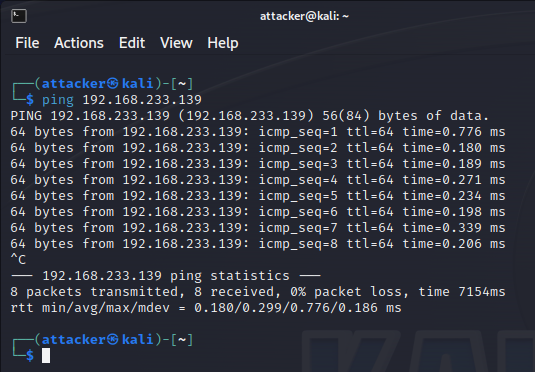 attacker@kali: ~
File Actions Edit View Help
┌──(attacker㉿kali)-[~]
└─$ ping 192.168.233.139
PING 192.168.233.139 (192.168.233.139) 56(84) bytes of data.
64 bytes from 192.168.233.139: icmp_seq=1 ttl=64 time=0.776 ms
64 bytes from 192.168.233.139: icmp_seq=2 ttl=64 time=0.180 ms
64 bytes from 192.168.233.139: icmp_seq=3 ttl=64 time=0.189 ms
64 bytes from 192.168.233.139: icmp_seq=4 ttl=64 time=0.271 ms
64 bytes from 192.168.233.139: icmp_seq=5 ttl=64 time=0.234 ms
64 bytes from 192.168.233.139: icmp_seq=6 ttl=64 time=0.198 ms
64 bytes from 192.168.233.139: icmp_seq=7 ttl=64 time=0.339 ms
64 bytes from 192.168.233.139: icmp_seq=8 ttl=64 time=0.206 ms
^C
--- 192.168.233.139 ping statistics ---
8 packets transmitted, 8 received, 0% packet loss, time 7154ms
rtt min/avg/max/mdev = 0.180/0.299/0.776/0.186 ms
┌──(attacker㉿kali)-[~]
└─$